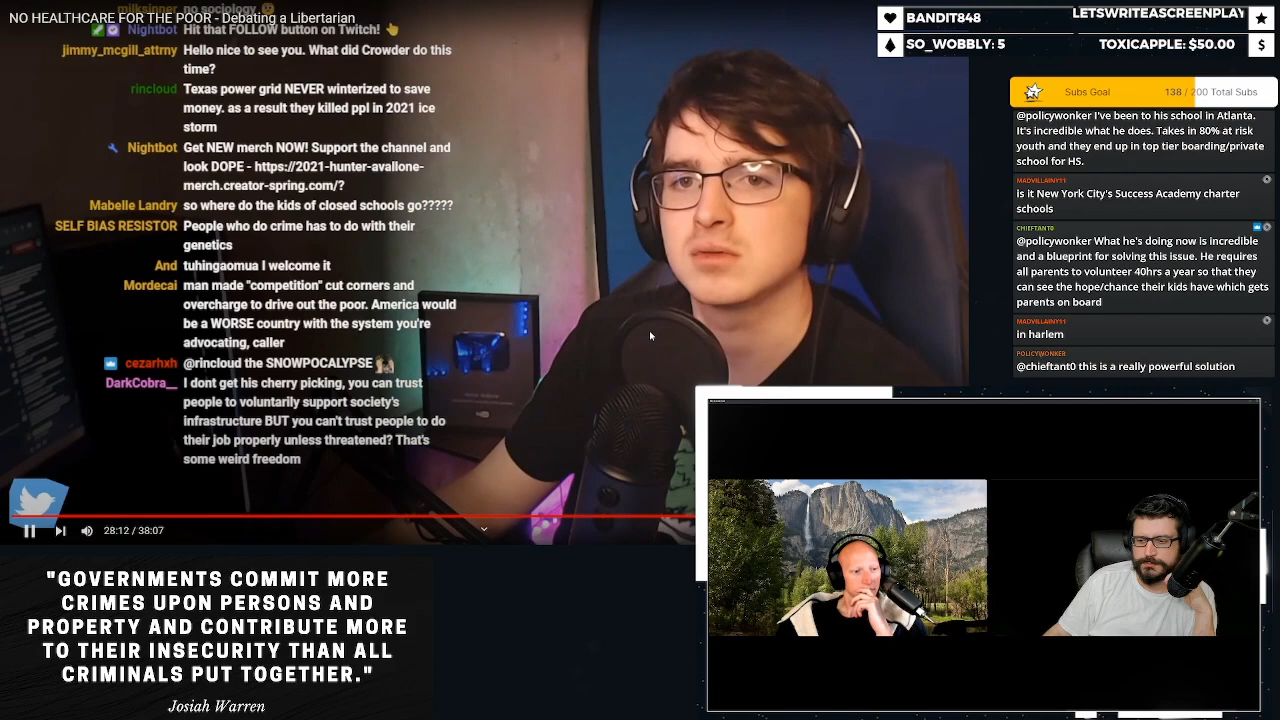 milksinner no sociology
NO HEALTHCARE FOR THE POOR - Debating a Libertarian
Nightbot Hit that FOLLOW button on Twitch!
jimmy_mcgill_attrny Hello nice to see you. What did Crowder do this
time?
rincloud Texas power grid NEVER winterized to save
money. as a result they killed ppl in 2021 ice
storm
Nightbot Get NEW merch NOW! Support the channel and
look DOPE - https://2021-hunter-avallone-
merch.creator-spring.com/?
Mabelle Landry so where do the kids of closed schools go?????
SELF BIAS RESISTOR People who do crime has to do with their
genetics
And tuhingaomua I welcome it
Mordecai man made "competition" cut corners and
overcharge to drive out the poor. America would
be a WORSE country with the system you're
advocating, caller
cezarhxh @rincloud the SNOWPOCALYPSE
DarkCobra__ I dont get his cherry picking, you can trust
people to voluntarily support society's
infrastructure BUT you can't trust people to do
their job properly unless threatened? That's
some weird freedom
28:12 / 38:07
"GOVERNMENTS COMMIT MORE
CRIMES UPON PERSONS AND
PROPERTY AND CONTRIBUTE MORE
TO THEIR INSECURITY THAN ALL
CRIMINALS PUT TOGETHER."
Josiah Warren
BANDIT848
LETSWRITEASCREENPLAY
SO_WOBBLY: 5
TOXICAPPLE: $50.00
$
Subs Goal 138 / 200 Total Subs
@policywonker I've been to his school in Atlanta.
It's incredible what he does. Takes in 80% at risk
youth and they end up in top tier boarding/private
school for HS.
MADVILLAINY11
is it New York City's Success Academy charter
schools
CHIEFTANT0
@policywonker What he's doing now is incredible
and a blueprint for solving this issue. He requires
all parents to volunteer 40hrs a year so that they
can see the hope/chance their kids have which gets
parents on board
MADVILLAINY11
in harlem
POLICYWONKER
@chieftant0 this is a really powerful solution